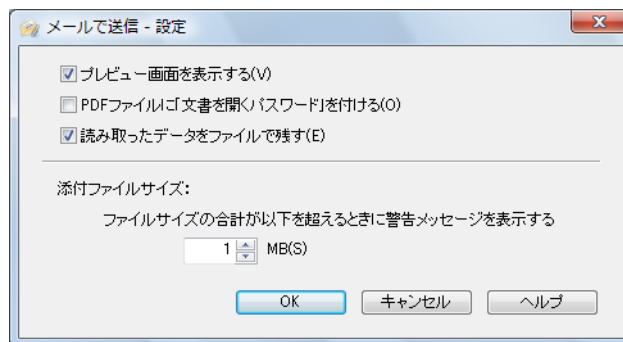 メールで送信 - 設定
プレビュー画面を表示する(V)
PDFファイルに「文書を開くパスワード」を付ける(O)
読み取ったデータをファイルで残す(E)
添付ファイルサイズ:
ファイルサイズの合計が以下を超えるときに警告メッセージを表示する
1 MB(S)
OK キャンセル ヘルプ